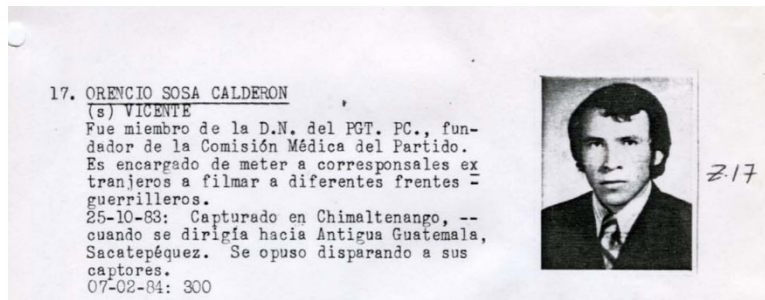 17. ORENCIO SOSA CALDERON
(s) VICENTE
Fue miembro de la D.N. del PGT. PC., fun-
dador de la Comisión Médica del Partido.
Es encargado de meter a corresponsales ex
tranjeros a filmar a diferentes frentes -
guerrilleros.
25-10-83: Capturado en Chimaltenango, --
cuando se dirigía hacia Antigua Guatemala,
Sacatepéquez. Se opuso disparando a sus
captores.
07-02-84: 300
Z.17